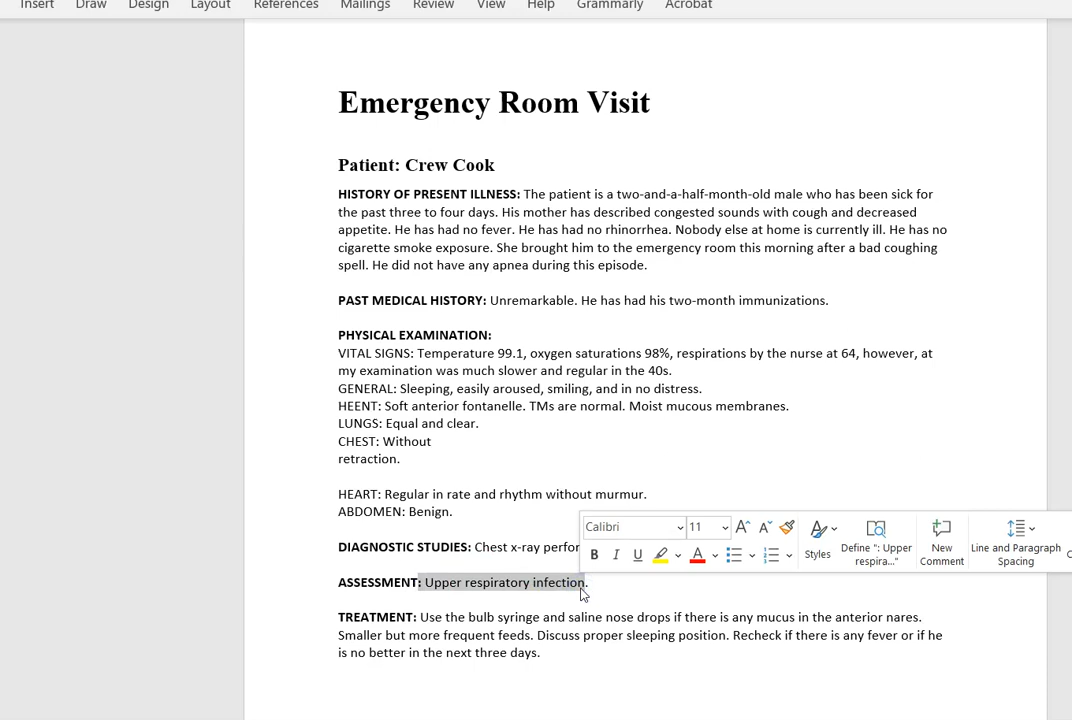 Insert Draw Design Layout References Mailings Review View Help Grammarly Acrobat
Emergency Room Visit
Patient: Crew Cook
HISTORY OF PRESENT ILLNESS: The patient is a two-and-a-half-month-old male who has been sick for
the past three to four days. His mother has described congested sounds with cough and decreased
appetite. He has had no fever. He has had no rhinorrhea. Nobody else at home is currently ill. He has no
cigarette smoke exposure. She brought him to the emergency room this morning after a bad coughing
spell. He did not have any apnea during this episode.
PAST MEDICAL HISTORY: Unremarkable. He has had his two-month immunizations.
PHYSICAL EXAMINATION:
VITAL SIGNS: Temperature 99.1, oxygen saturations 98%, respirations by the nurse at 64, however, at
my examination was much slower and regular in the 40s.
GENERAL: Sleeping, easily aroused, smiling, and in no distress.
HEENT: Soft anterior fontanelle. TMs are normal. Moist mucous membranes.
LUNGS: Equal and clear.
CHEST: Without
retraction.
HEART: Regular in rate and rhythm without murmur.
ABDOMEN: Benign.
Calibri 11 A A
DIAGNOSTIC STUDIES: Chest x-ray perfor
B I U A
Styles Define ": Upper respira..." New Comment Line and Paragraph Spacing
ASSESSMENT: Upper respiratory infection.
TREATMENT: Use the bulb syringe and saline nose drops if there is any mucus in the anterior nares.
Smaller but more frequent feeds. Discuss proper sleeping position. Recheck if there is any fever or if he
is no better in the next three days.